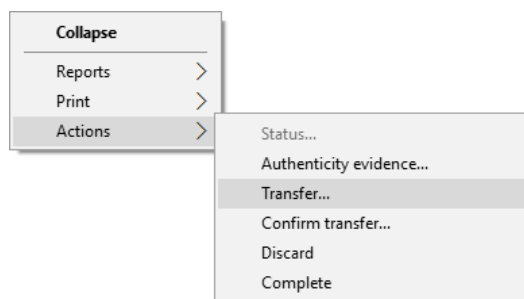 Collapse
Reports
Print
Actions
Status...
Authenticity evidence...
Transfer...
Confirm transfer...
Discard
Complete